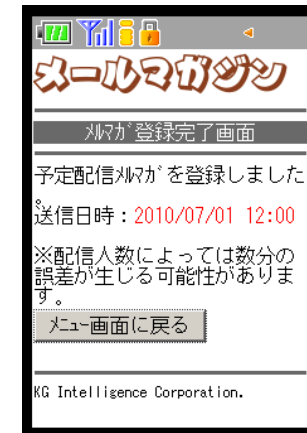 メールマガジン
ﾒﾙﾏｶﾞ登録完了画面
予定配信ﾒﾙﾏｶﾞを登録しました
。
送信日時：2010/07/01 12:00
※配信人数によっては数分の
誤差が生じる可能性がありま
す。
ﾒﾆｭｰ画面に戻る
KG Intelligence Corporation.